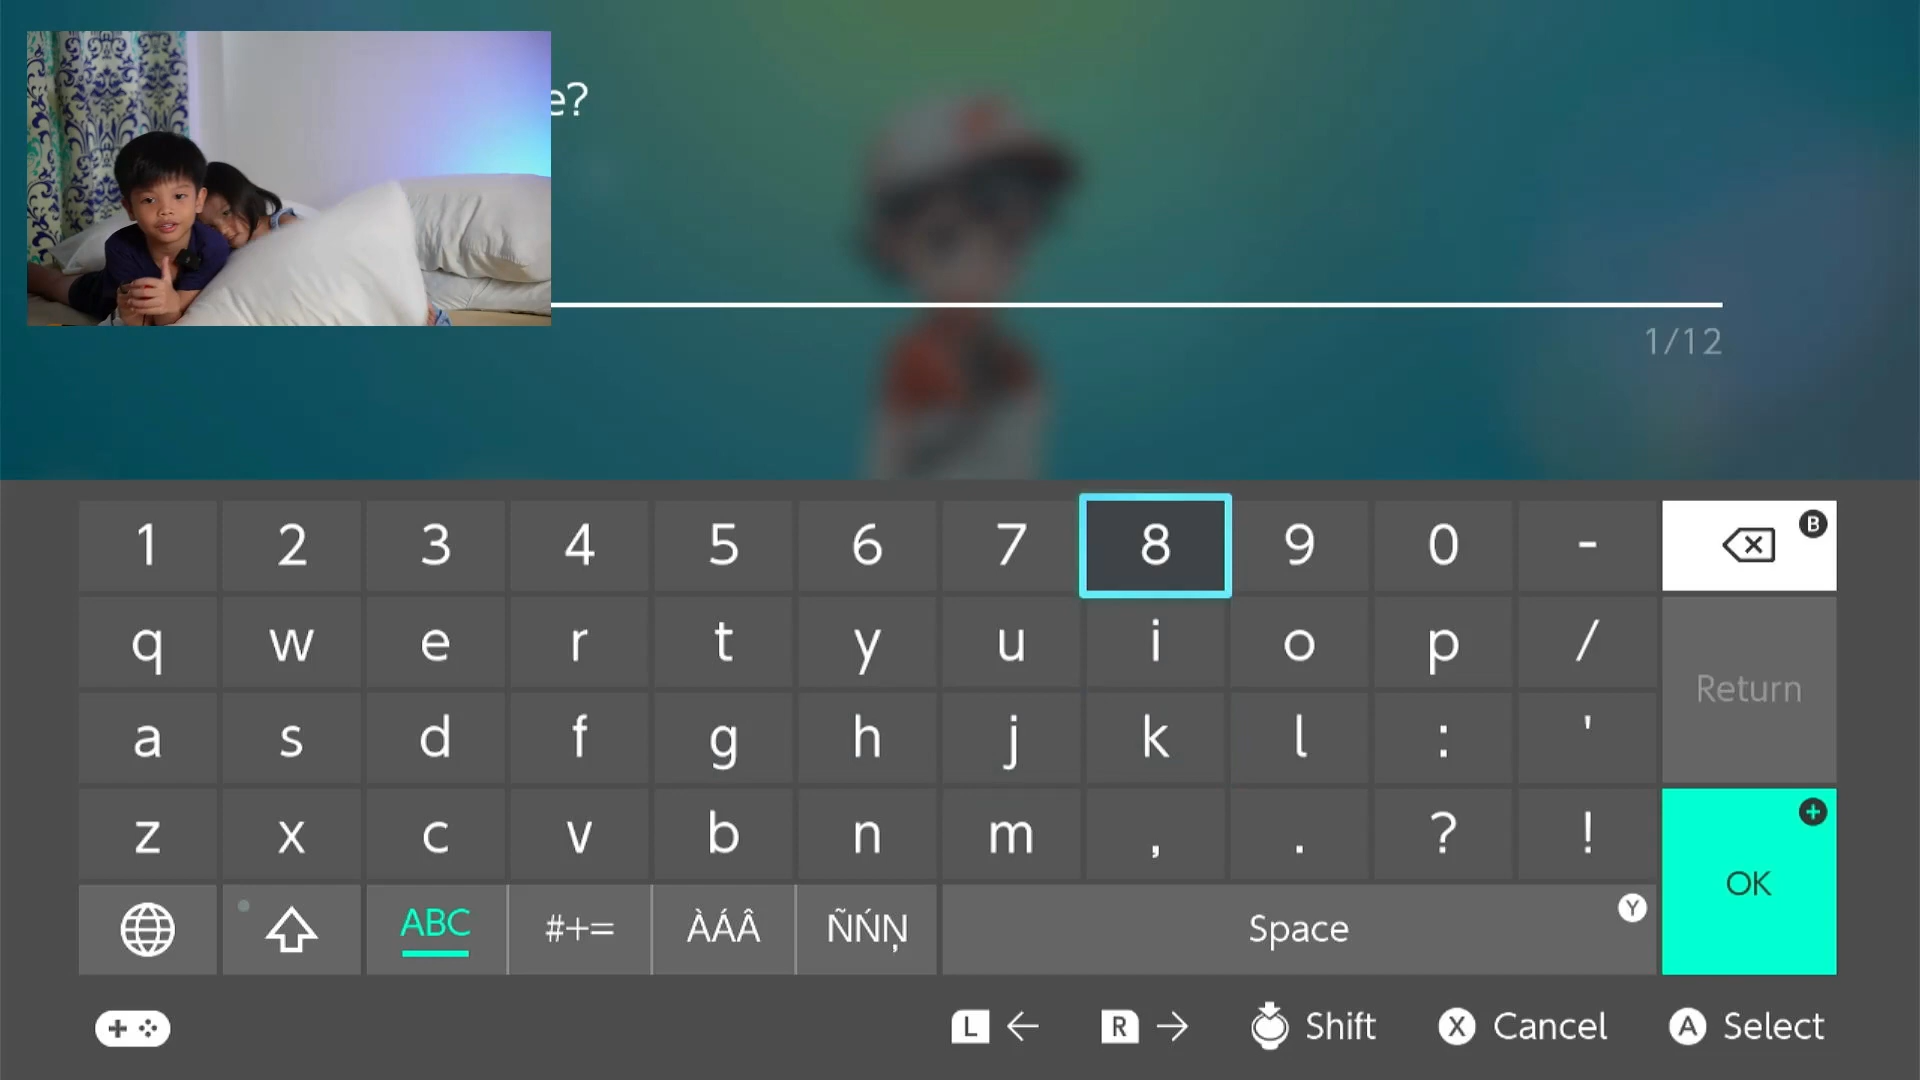 e?
1/12
1 2 3 4 5 6 7 8 9 0 - B
q w e r t y u i o p /
Return
a s d f g h j k l : '
z x c v b n m , . ? ! +
OK
ABC #+= ÀÁÂ ÑŃŅ Space Y
L ← R → Shift X Cancel A Select